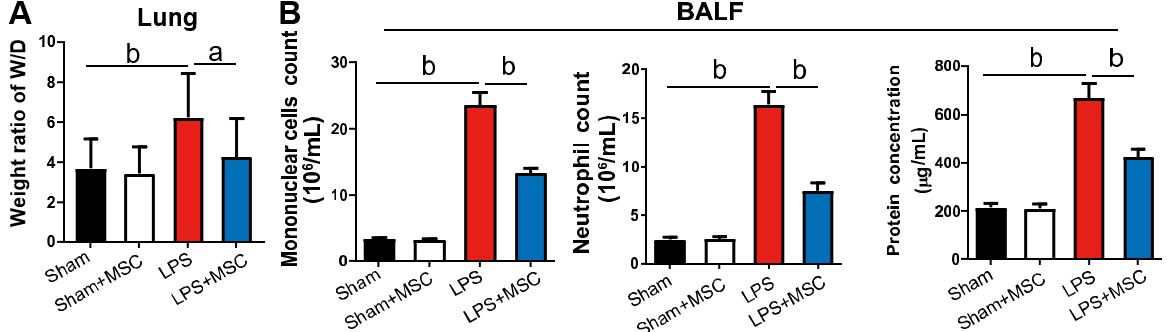 A
Lung
Weight ratio of W/D
10
8
6
4
2
0
b
a
Sham
Sham+MSC
LPS
LPS+MSC
B
BALF
Mononuclear cells count
(10⁶/mL)
30
20
10
0
b
b
Sham
Sham+MSC
LPS
LPS+MSC
Neutrophil count
(10⁶/mL)
20
15
10
5
0
b
b
Sham
Sham+MSC
LPS
LPS+MSC
Protein concentration
(μg/mL)
800
600
400
200
0
b
b
Sham
Sham+MSC
LPS
LPS+MSC